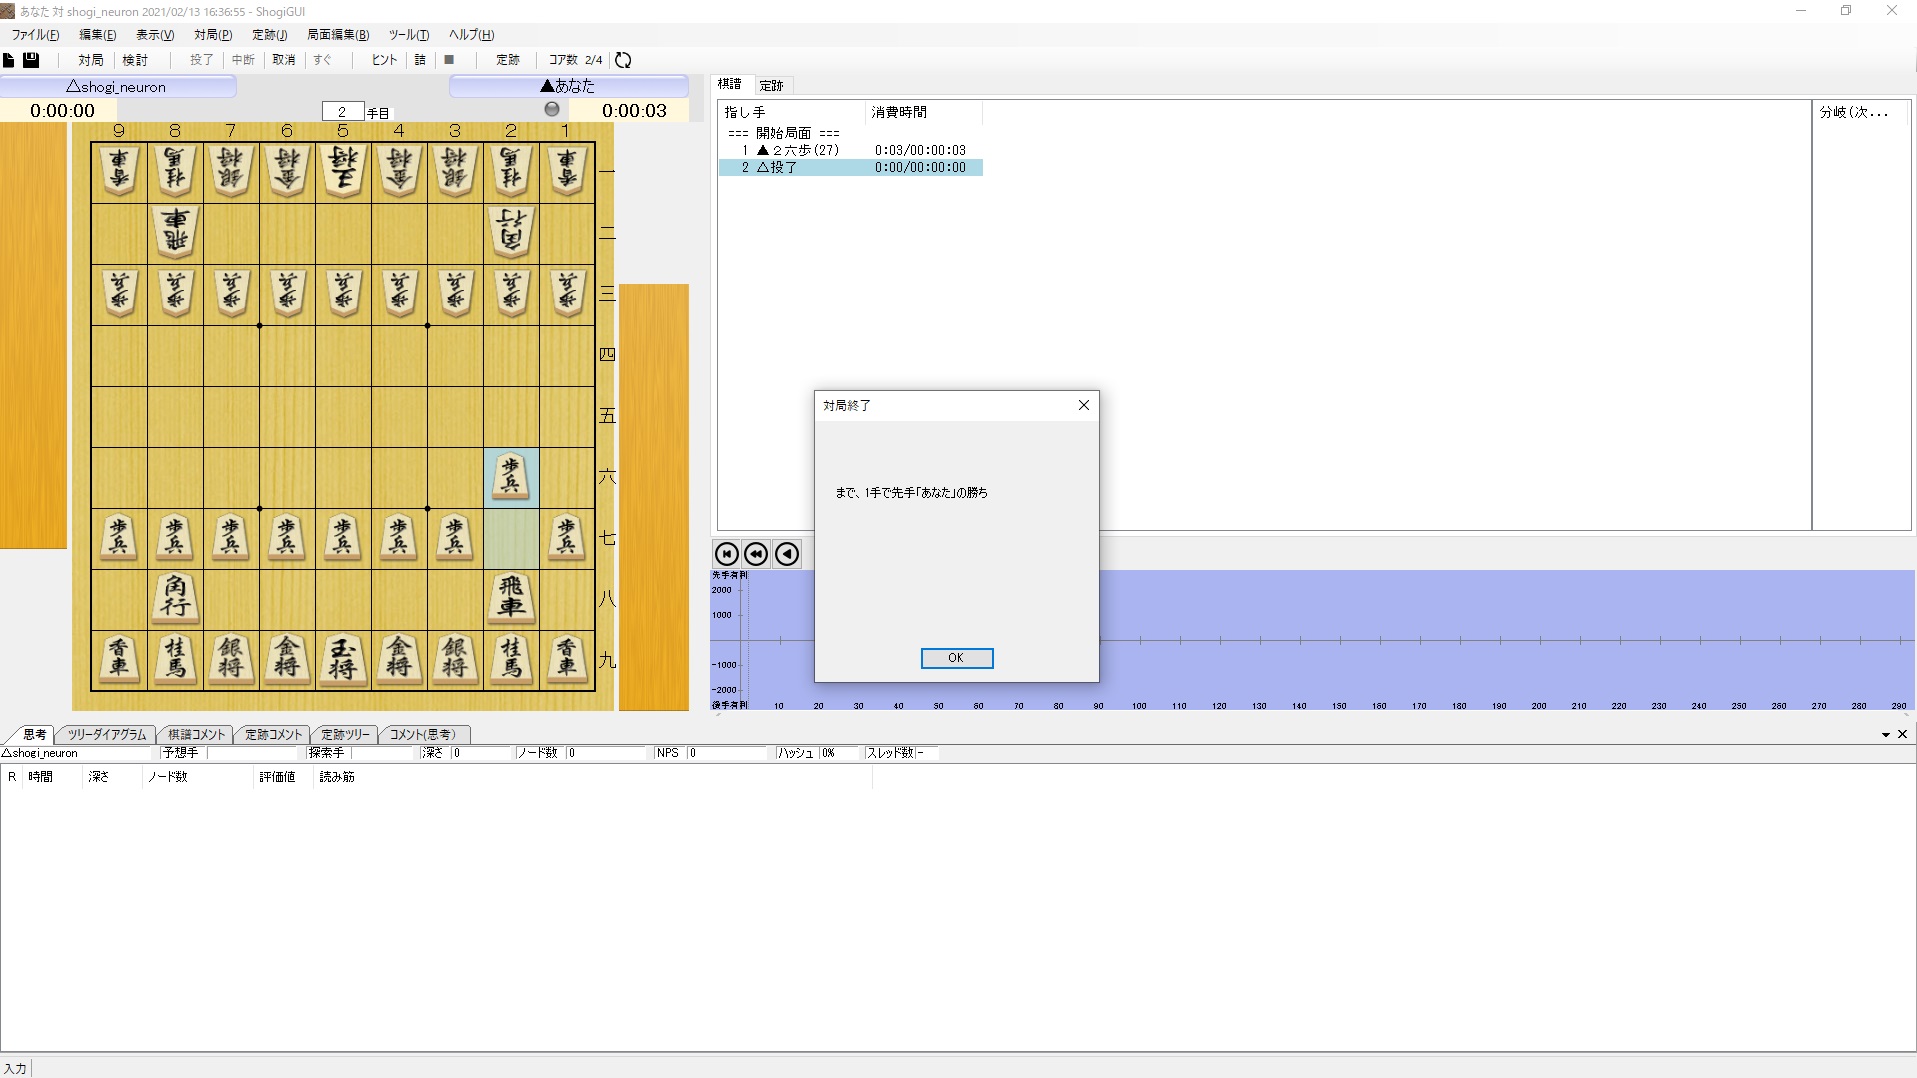 あなた 対 shogi_neuron 2021/02/13 16:36:55 - ShogiGUI
ファイル(F) 編集(E) 表示(V) 対局(P) 定跡(J) 局面編集(B) ツール(T) ヘルプ(H)
対局 検討 投了 中断 取消 すぐ ヒント 詰 定跡 コア数 2/4
△shogi_neuron ▲あなた
0:00:00 2 手目 0:00:03
9 8 7 6 5 4 3 2 1
香車 桂馬 銀将 金将 王将 金将 銀将 桂馬 香車 一
飛車 角行 二
歩兵 歩兵 歩兵 歩兵 歩兵 歩兵 歩兵 歩兵 歩兵 三
四
五
歩兵 六
歩兵 歩兵 歩兵 歩兵 歩兵 歩兵 歩兵 歩兵 七
角行 飛車 八
香車 桂馬 銀将 金将 玉将 金将 銀将 桂馬 香車 九
棋譜 定跡
指し手 消費時間 分岐(次...
=== 開始局面 ===
1 ▲２六歩(27) 0:03/00:00:03
2 △投了 0:00/00:00:00
対局終了
まで、1手で先手「あなた」の勝ち
OK
先手有利
2000
1000
-1000
-2000
後手有利 10 20 30 40 50 60 70 80 90 100 110 120 130 140 150 160 170 180 190 200 210 220 230 240 250 260 270 280 290
思考 ツリーダイアグラム 棋譜コメント 定跡コメント 定跡ツリー コメント(思考)
△shogi_neuron 予想手 探索手 深さ 0 ノード数 0 NPS 0 ハッシュ 0% スレッド数 -
R 時間 深さ ノード数 評価値 読み筋
入力